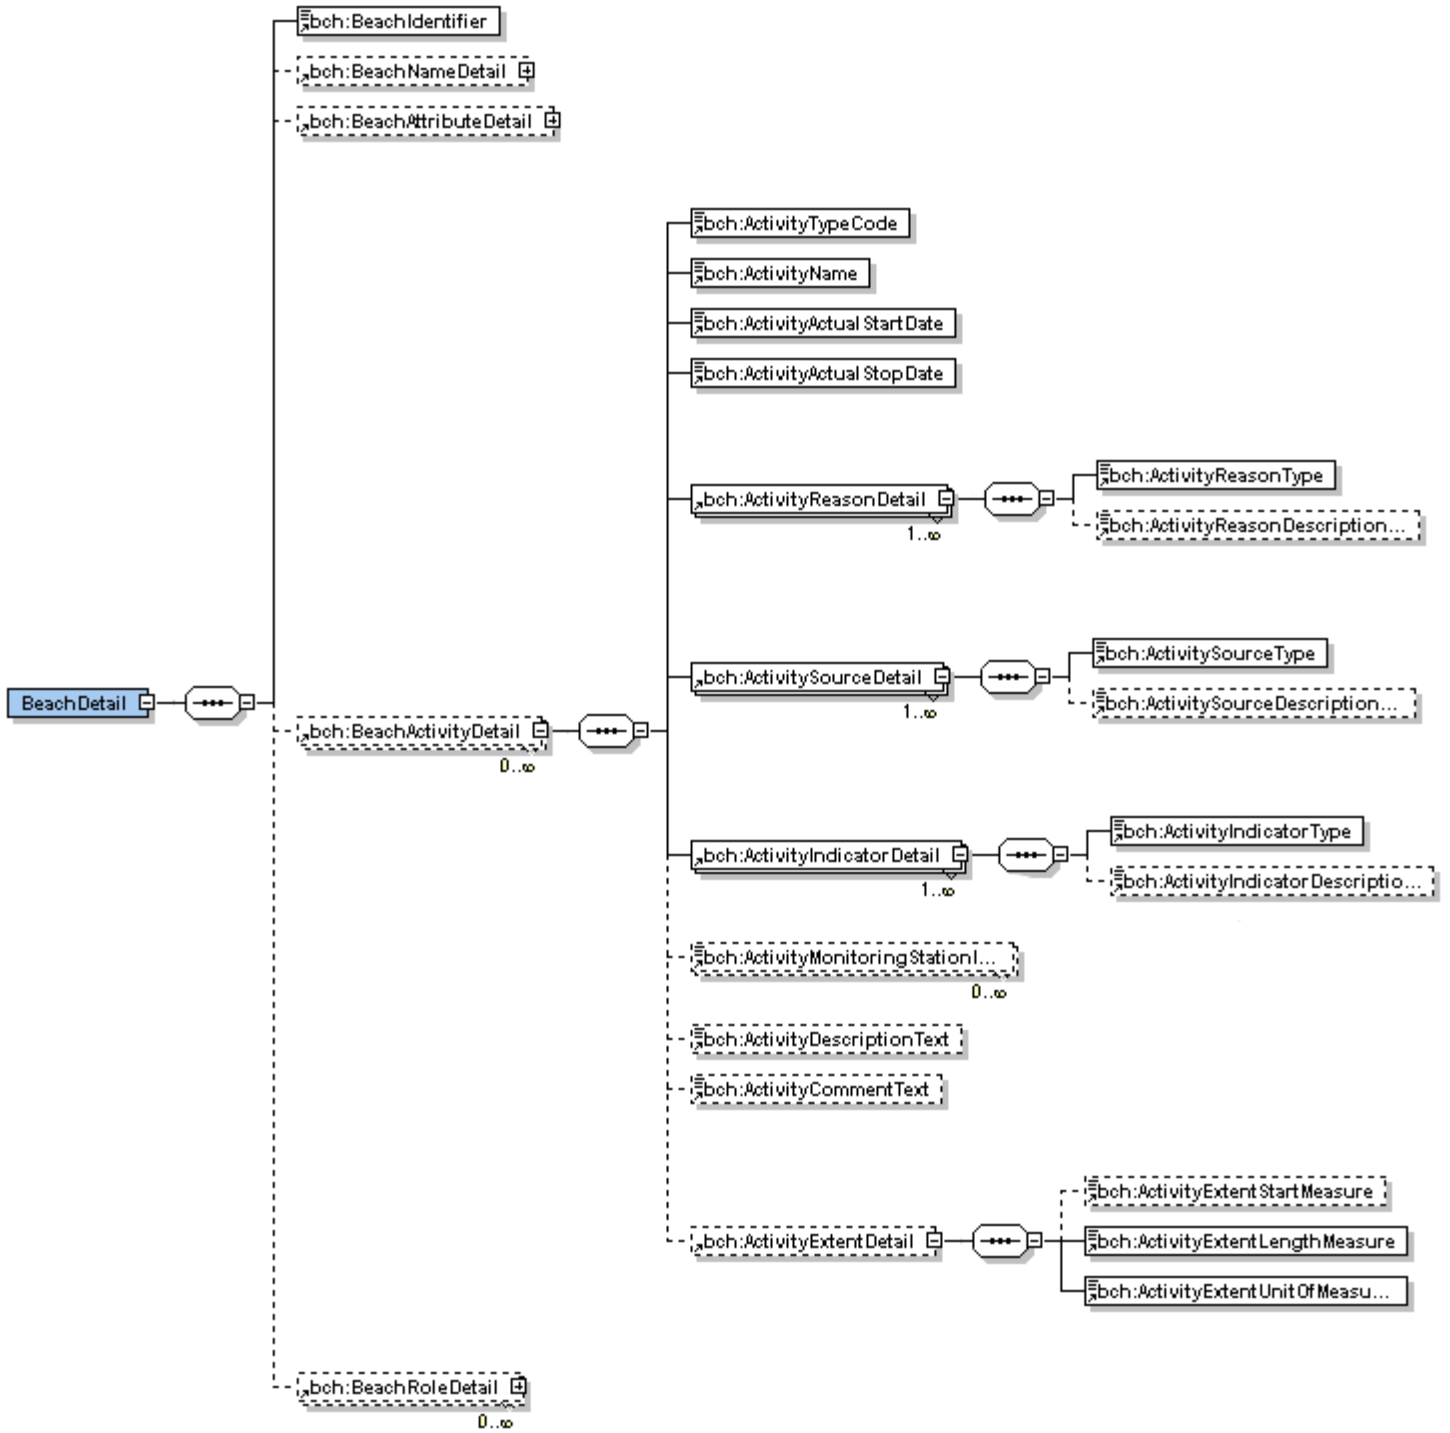 bch:BeachIdentifier
bch:BeachNameDetail
bch:BeachAttributeDetail
bch:ActivityTypeCode
bch:ActivityName
bch:ActivityActualStartDate
bch:ActivityActualStopDate
bch:ActivityReasonDetail
1..∞
bch:ActivityReasonType
bch:ActivityReasonDescription...
bch:ActivitySourceDetail
1..∞
bch:ActivitySourceType
bch:ActivitySourceDescription...
BeachDetail
bch:BeachActivityDetail
0..∞
bch:ActivityIndicatorDetail
1..∞
bch:ActivityIndicatorType
bch:ActivityIndicatorDescriptio...
bch:ActivityMonitoringStationI...
0..∞
bch:ActivityDescriptionText
bch:ActivityCommentText
bch:ActivityExtentDetail
bch:ActivityExtentStartMeasure
bch:ActivityExtentLengthMeasure
bch:ActivityExtentUnitOfMeasu...
bch:BeachRoleDetail
0..∞